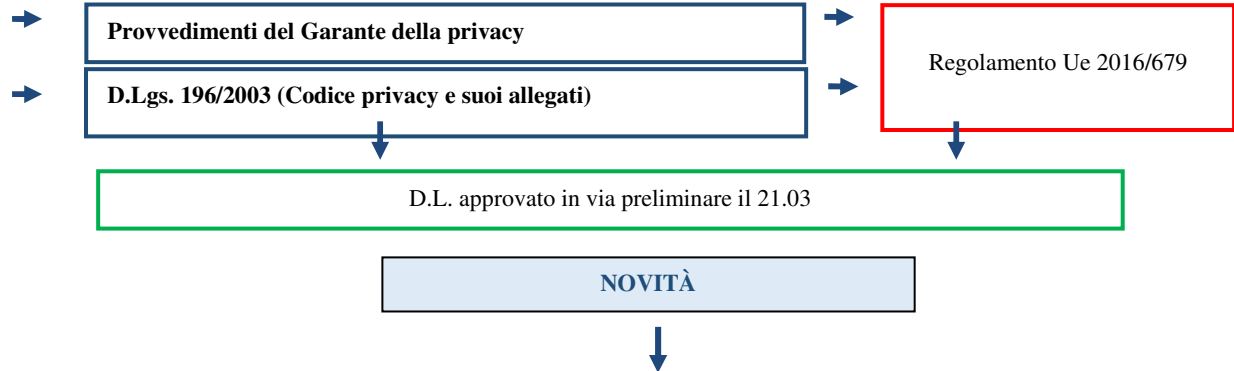 Provvedimenti del Garante della privacy
Regolamento Ue 2016/679
D.Lgs. 196/2003 (Codice privacy e suoi allegati)
D.L. approvato in via preliminare il 21.03
NOVITÀ